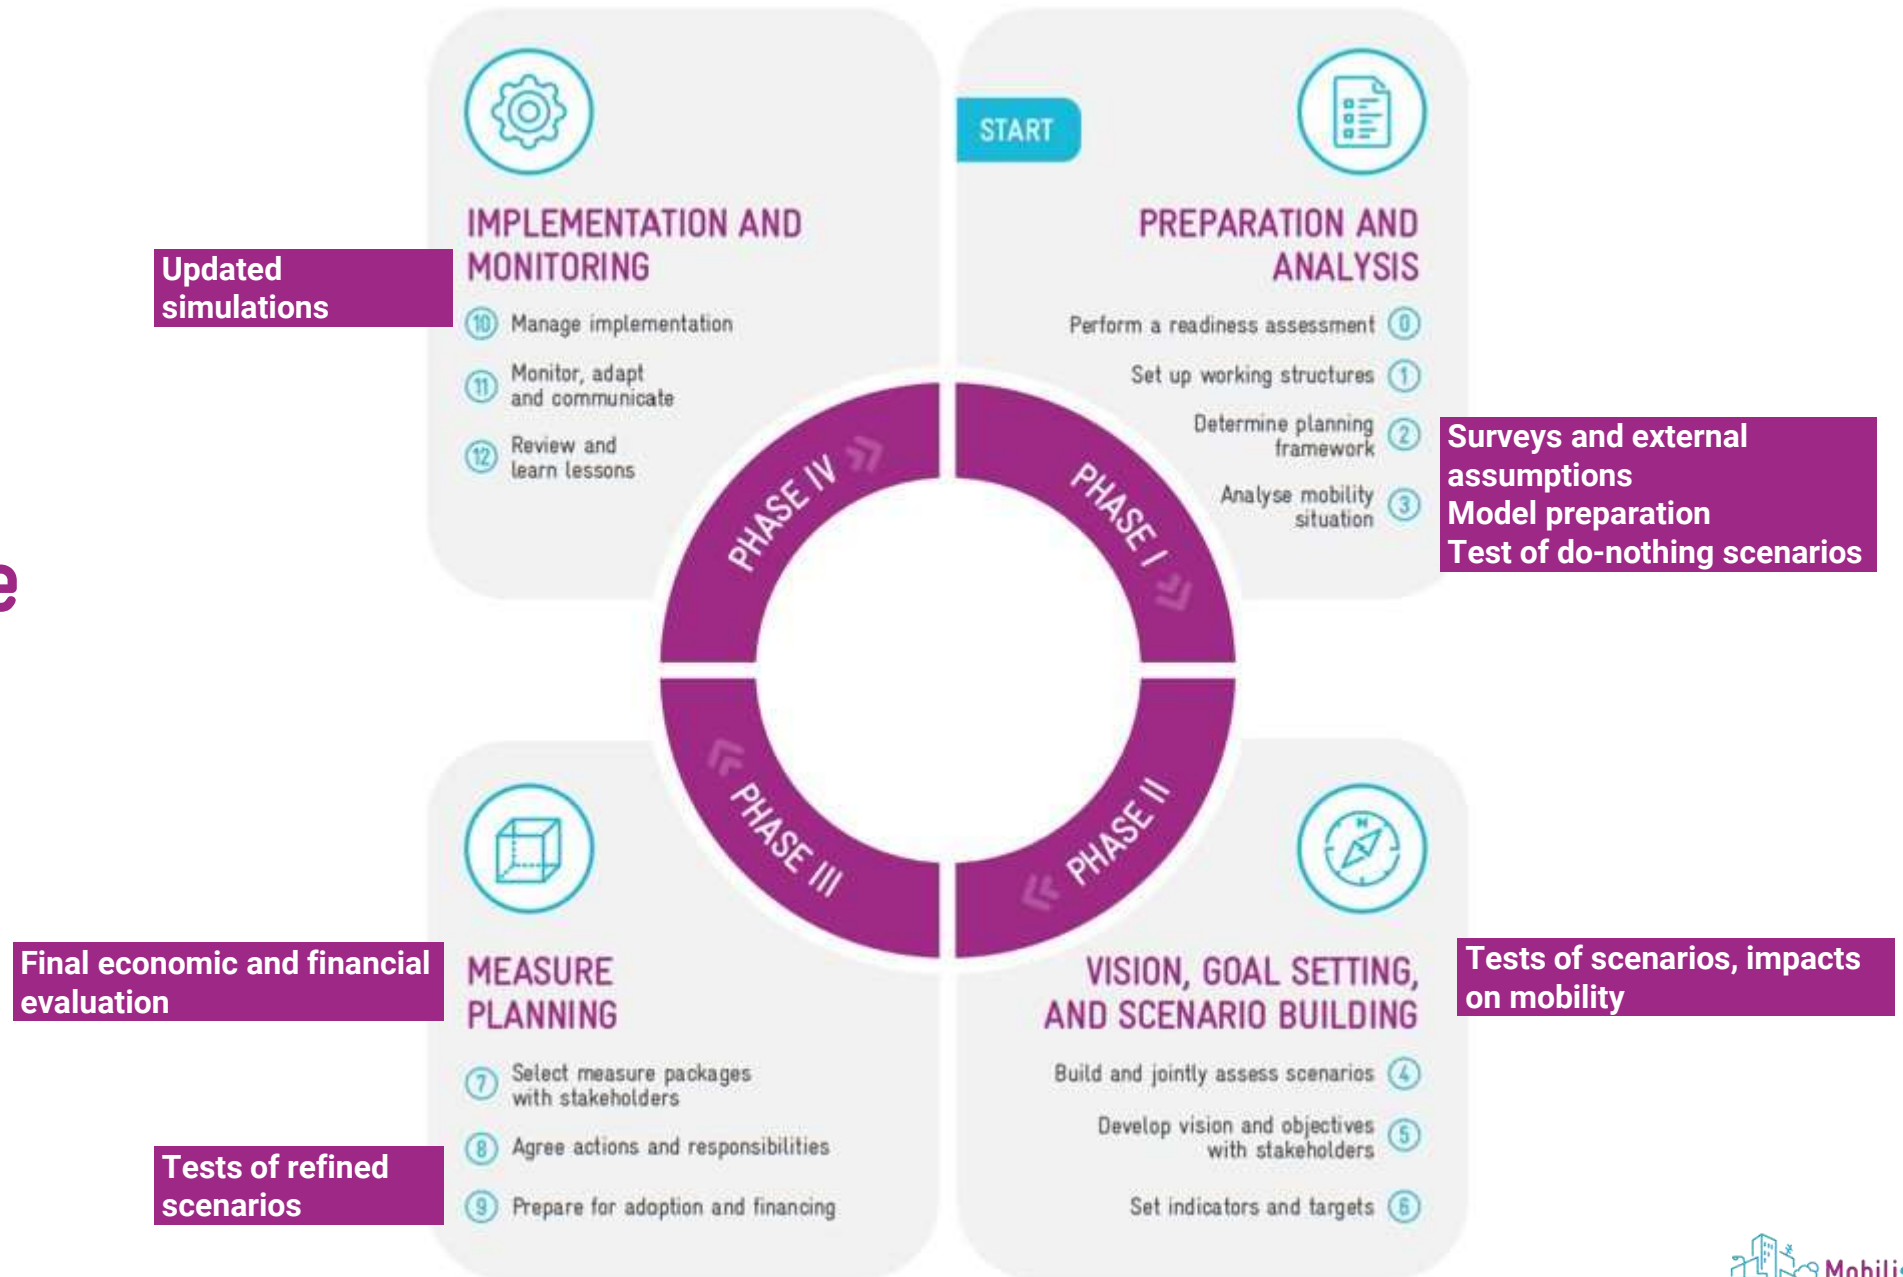 START
PREPARATION AND
ANALYSIS
Perform a readiness assessment 0
Set up working structures 1
Determine planning
framework 2
Analyse mobility
situation 3
Surveys and external
assumptions
Model preparation
Test of do-nothing scenarios
PHASE I
VISION, GOAL SETTING,
AND SCENARIO BUILDING
Build and jointly assess scenarios 4
Develop vision and objectives
with stakeholders 5
Set indicators and targets 6
Tests of scenarios, impacts
on mobility
PHASE II
MEASURE
PLANNING
7 Select measure packages
with stakeholders
8 Agree actions and responsibilities
9 Prepare for adoption and financing
Final economic and financial
evaluation
Tests of refined
scenarios
PHASE III
IMPLEMENTATION AND
MONITORING
10 Manage implementation
11 Monitor, adapt
and communicate
12 Review and
learn lessons
Updated
simulations
PHASE IV
e
N